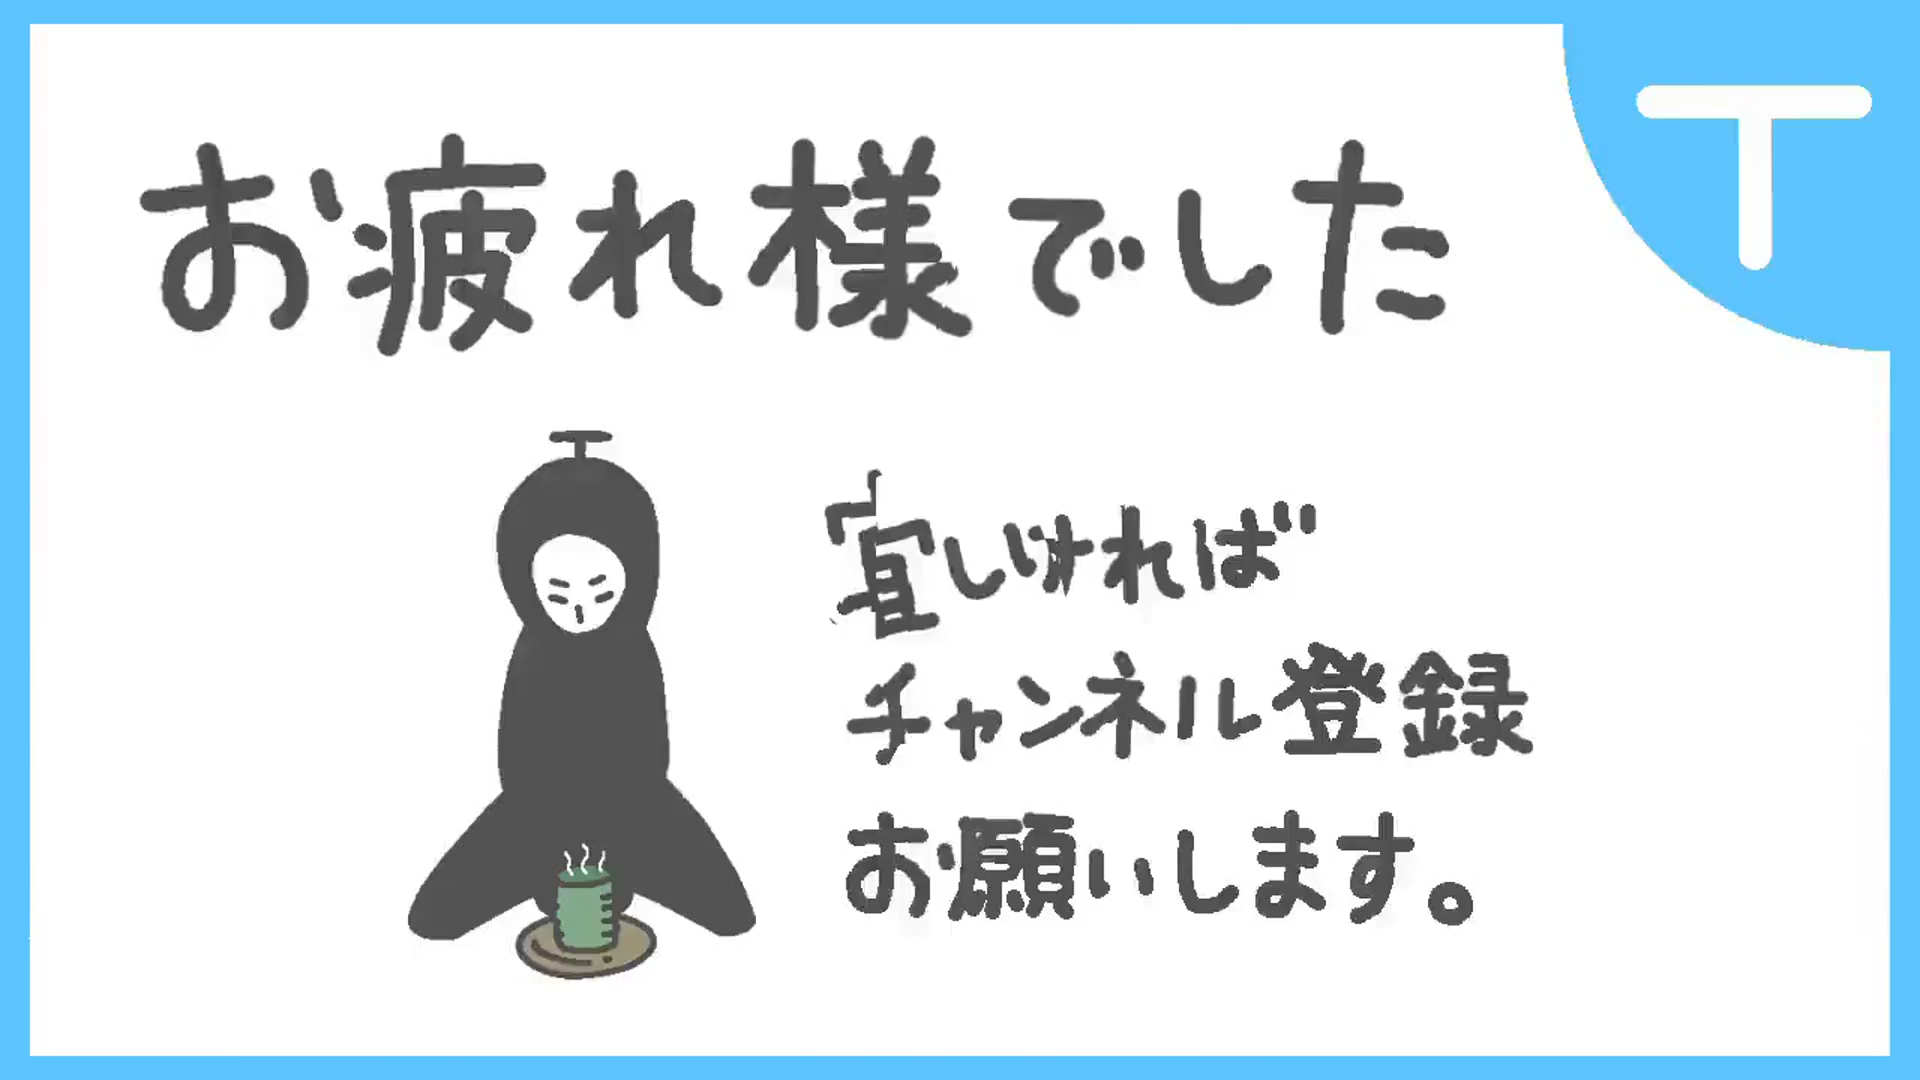 お疲れ様でした
T
宜しければ
チャンネル登録
お願いします。